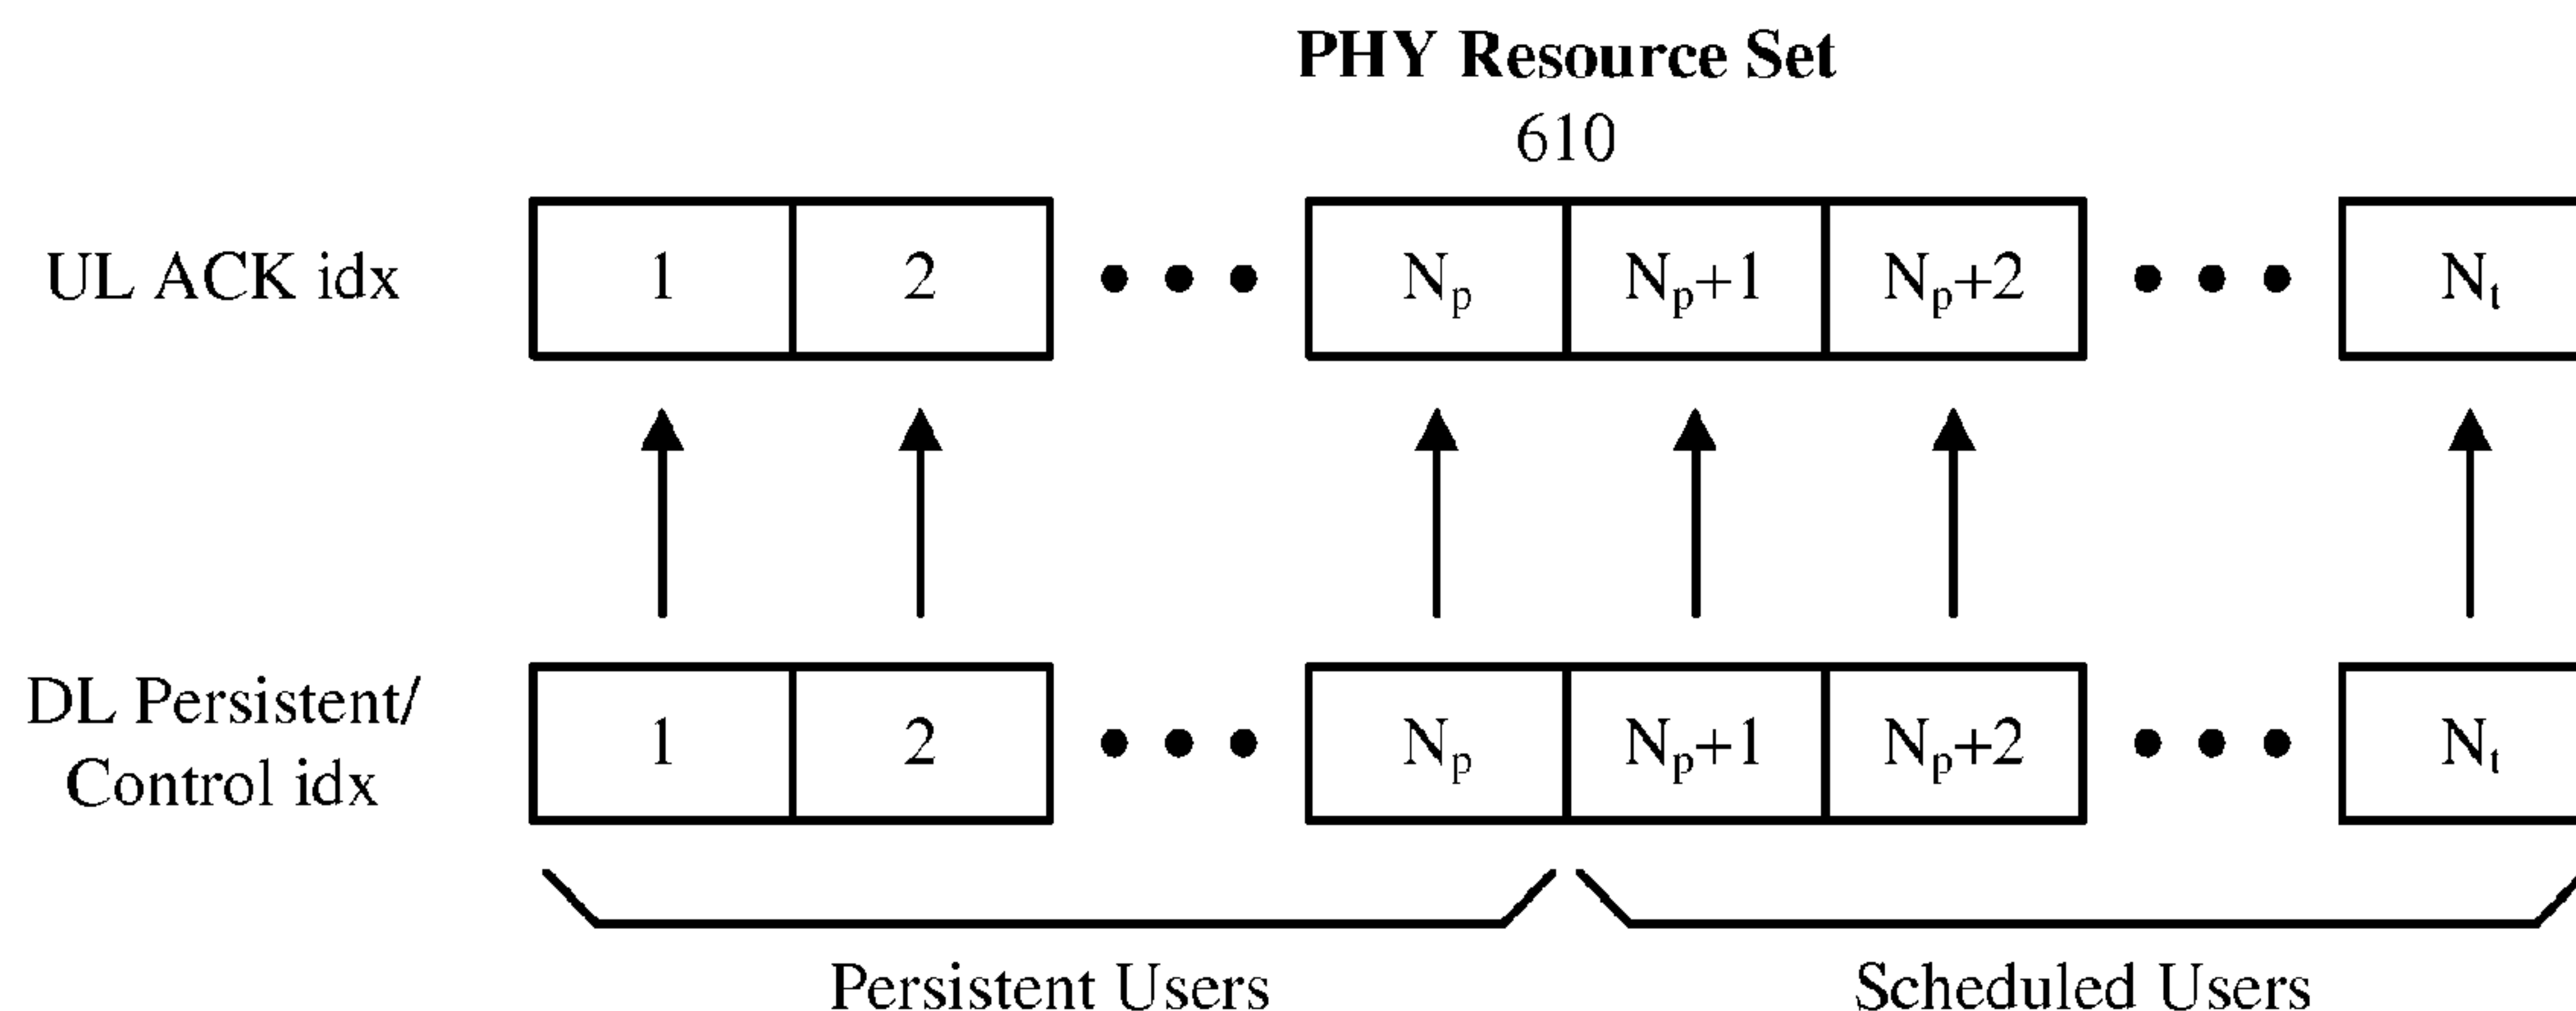 PHY Resource Set
610
UL ACK idx 1 2 ••• Nₚ Nₚ+1 Nₚ+2 ••• Nₜ
DL Persistent/
Control idx
1 2 ••• Nₚ Nₚ+1 Nₚ+2 ••• Nₜ
Persistent Users Scheduled Users